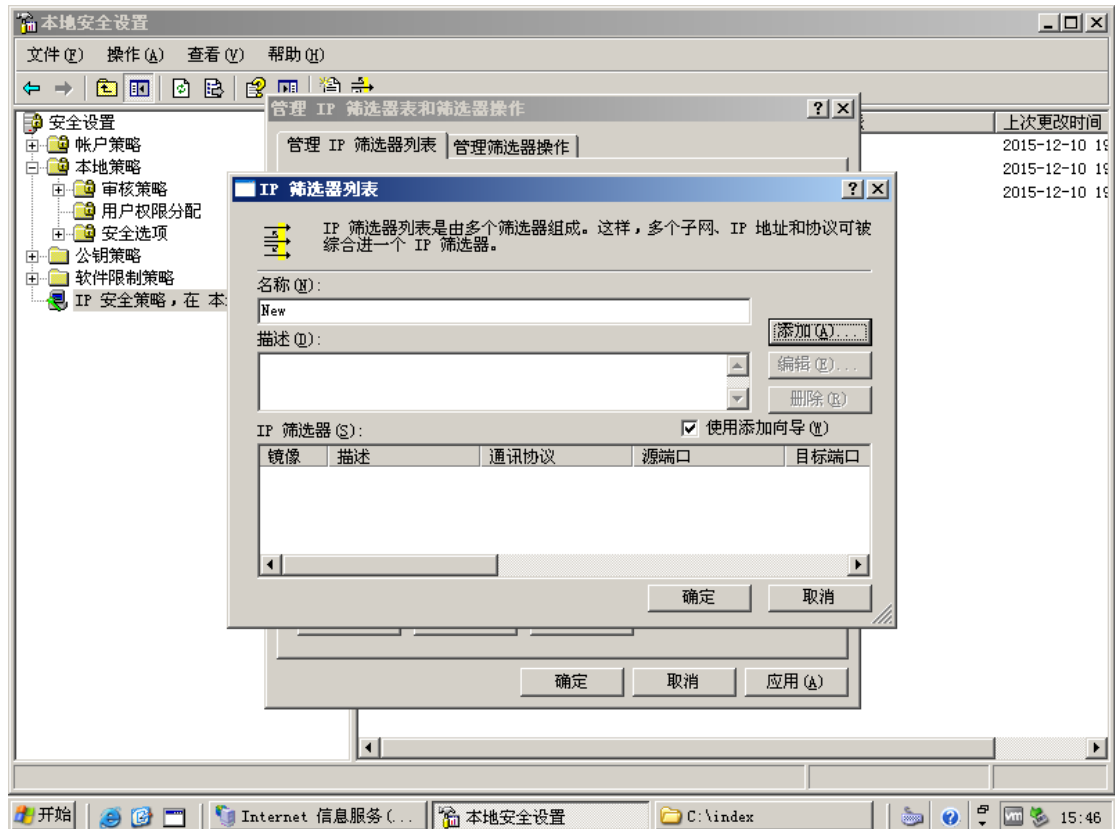 本地安全设置
文件(F) 操作(A) 查看(V) 帮助(H)
管理 IP 筛选器表和筛选器操作
管理 IP 筛选器列表 管理筛选器操作
安全设置
帐户策略
本地策略
审核策略
用户权限分配
安全选项
公钥策略
软件限制策略
IP 安全策略，在 本
上次更改时间
2015-12-10 19
2015-12-10 19
2015-12-10 19
IP 筛选器列表
IP 筛选器列表是由多个筛选器组成。这样，多个子网、IP 地址和协议可被
综合进一个 IP 筛选器。
名称(N):
New
添加(A)...
描述(D):
编辑(E)...
删除(R)
IP 筛选器(S):
使用添加向导(W)
镜像 描述 通讯协议 源端口 目标端口
确定 取消
确定 取消 应用(A)
开始 Internet 信息服务(... 本地安全设置 C:\index 15:46